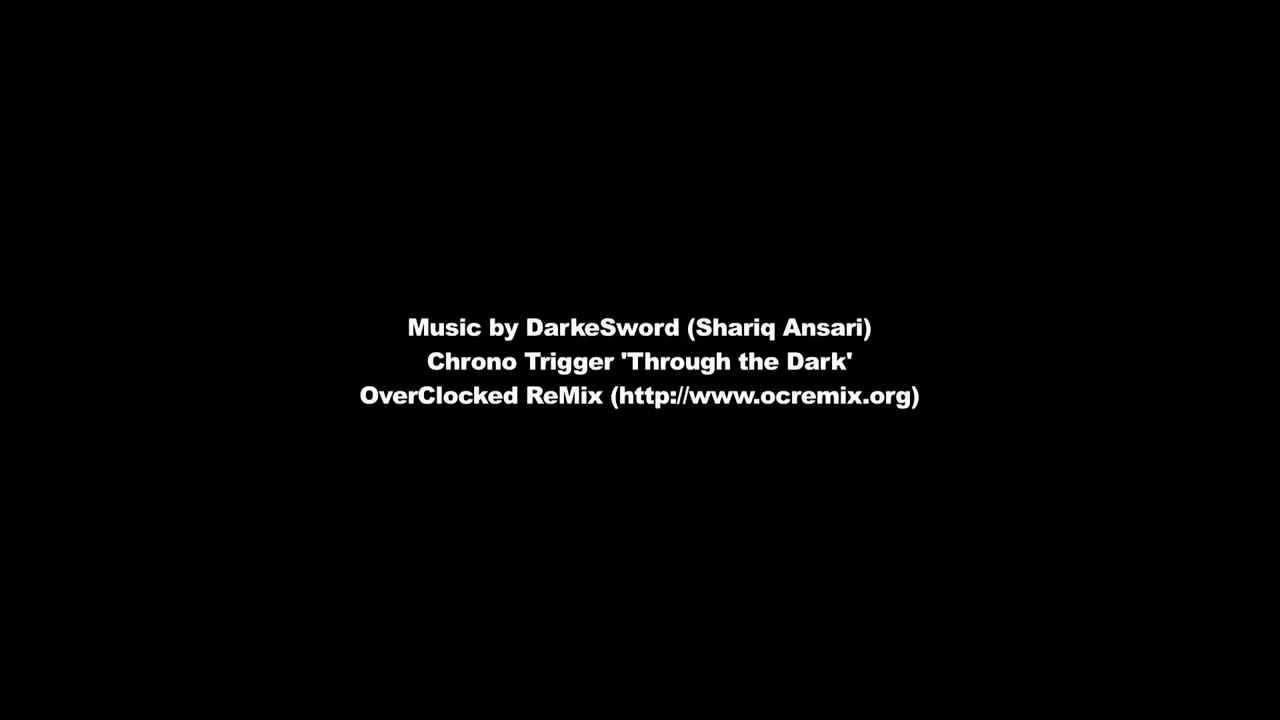 Music by DarkeSword (Shariq Ansari)
Chrono Trigger 'Through the Dark'
OverClocked ReMix (http://www.ocremix.org)